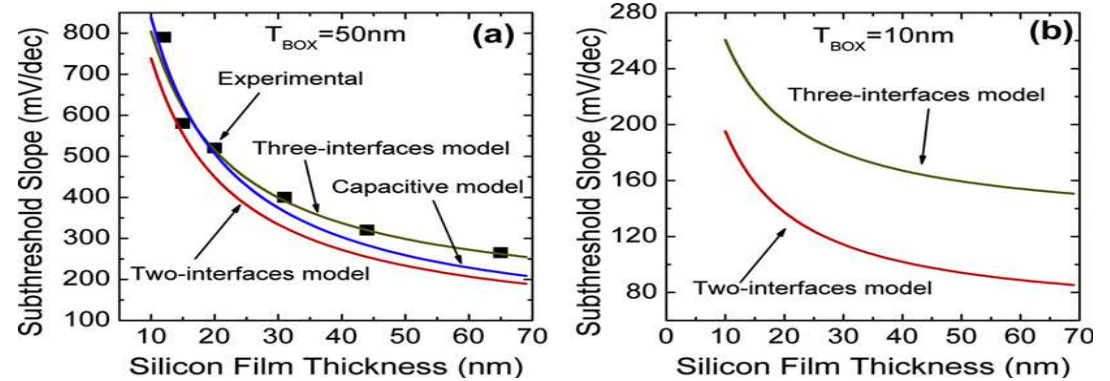 T_BOX=50nm
(a)
Experimental
Three-interfaces model
Capacitive model
Two-interfaces model
Subthreshold Slope (mV/dec)
800
700
600
500
400
300
200
100
10 20 30 40 50 60 70
Silicon Film Thickness (nm)
T_BOX=10nm
(b)
Three-interfaces model
Two-interfaces model
Subthreshold Slope (mV/dec)
280
240
200
160
120
80
0 10 20 30 40 50 60 70
Silicon Film Thickness (nm)